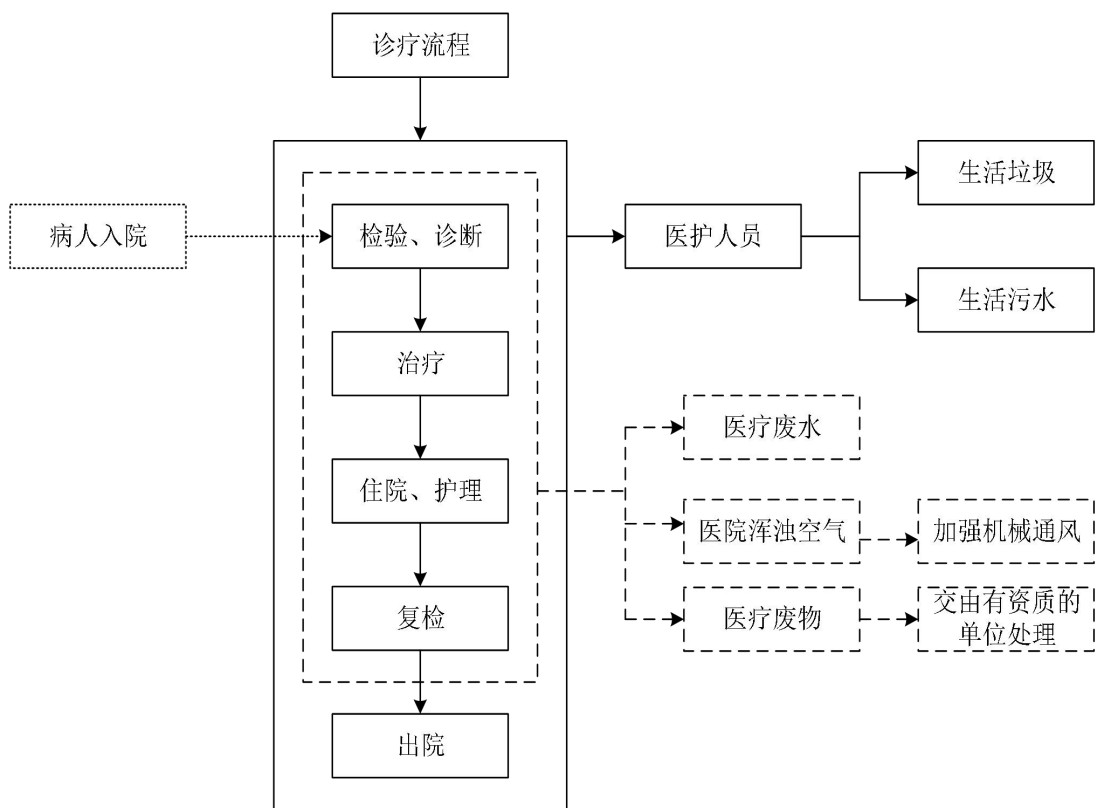 诊疗流程
生活垃圾
病人入院
检验、诊断
医护人员
生活污水
治疗
医疗废水
住院、护理
医院浑浊空气
加强机械通风
复检
医疗废物
交由有资质的
单位处理
出院